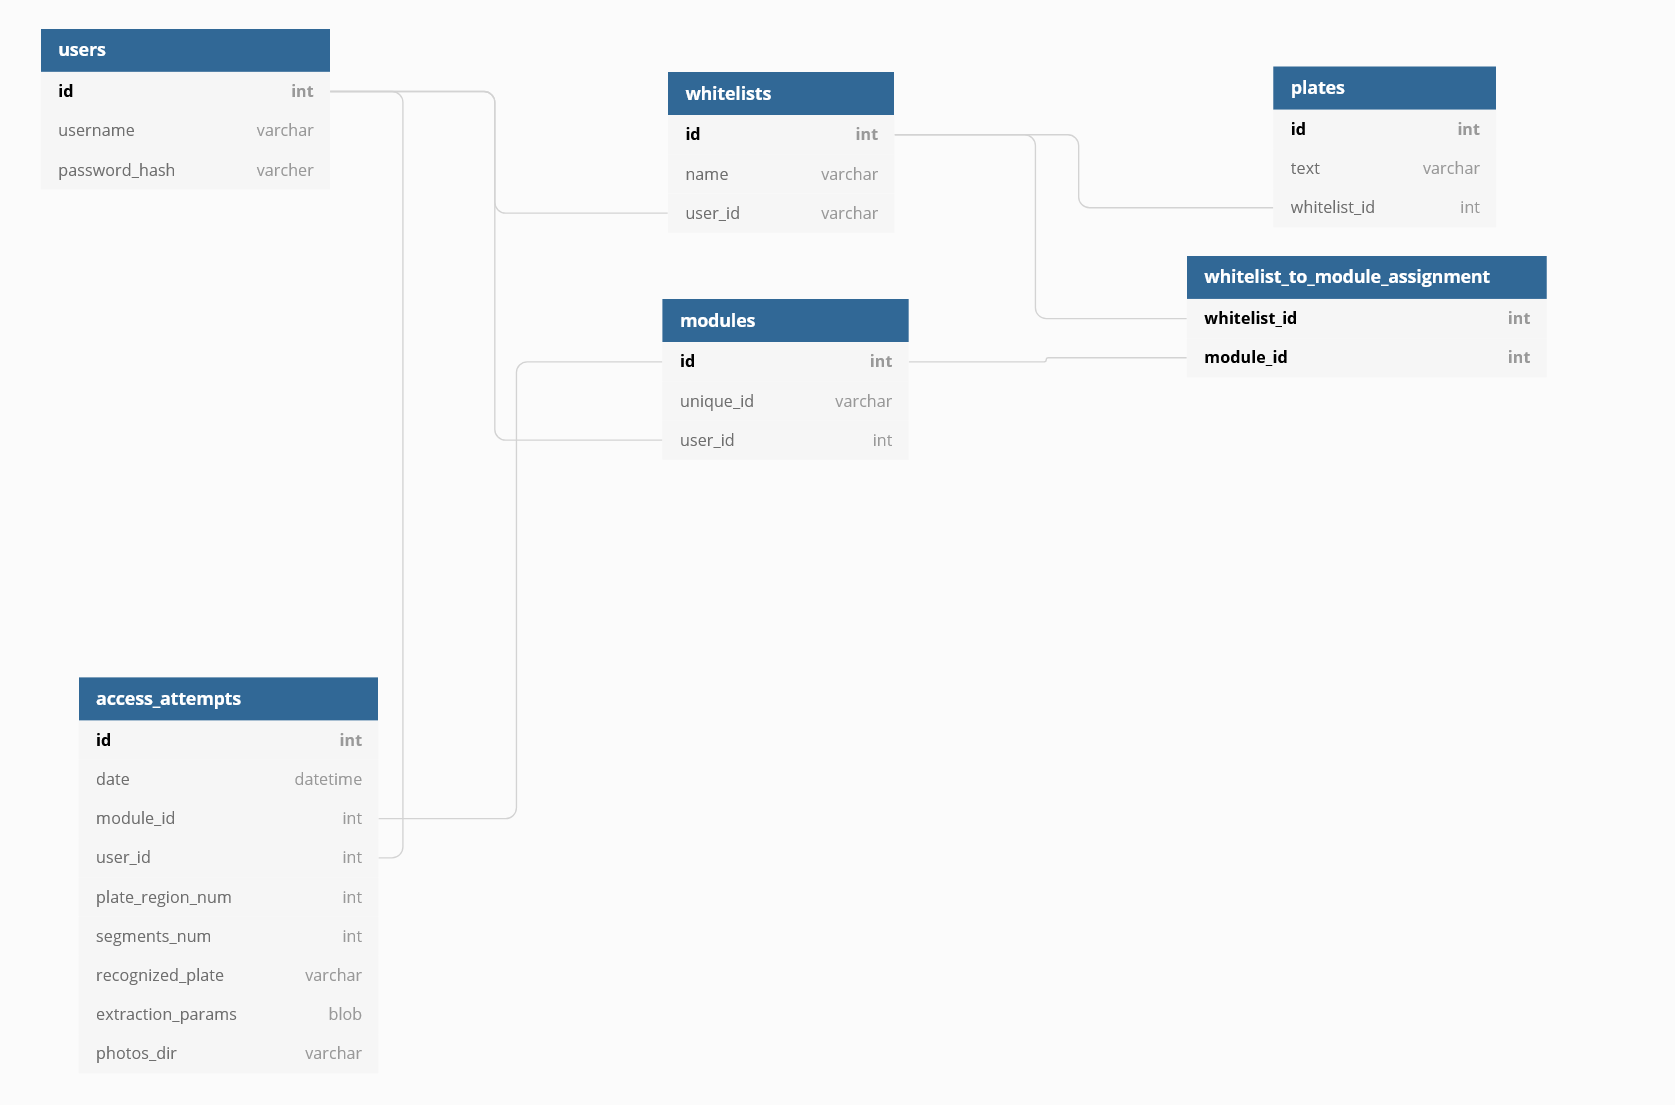 users
id int
username varchar
password_hash varcher
whitelists
id int
name varchar
user_id varchar
plates
id int
text varchar
whitelist_id int
whitelist_to_module_assignment
whitelist_id int
module_id int
modules
id int
unique_id varchar
user_id int
access_attempts
id int
date datetime
module_id int
user_id int
plate_region_num int
segments_num int
recognized_plate varchar
extraction_params blob
photos_dir varchar